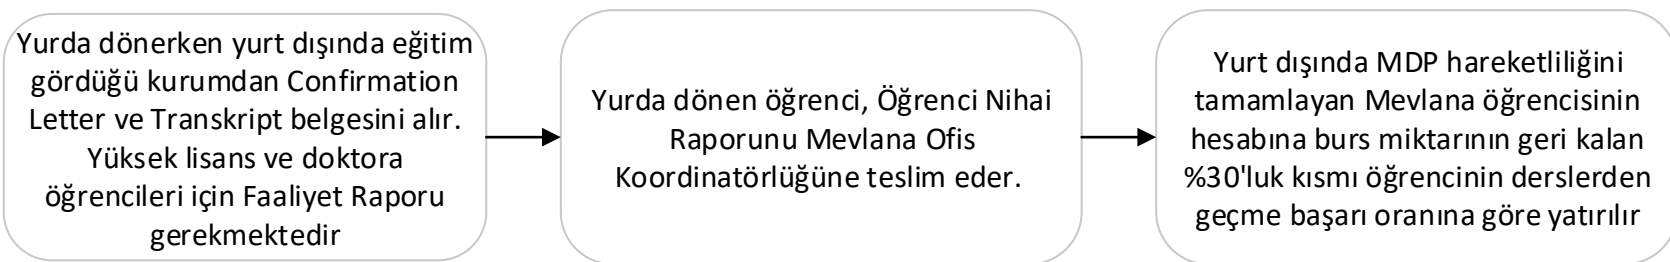 Yurda dönerken yurt dışında eğitim
gördüğü kurumdan Confirmation
Letter ve Transkript belgesini alır.
Yüksek lisans ve doktora
öğrencileri için Faaliyet Raporu
gerekmektedir
Yurda dönen öğrenci, Öğrenci Nihai
Raporunu Mevlana Ofis
Koordinatörlüğüne teslim eder.
Yurt dışında MDP hareketliliğini
tamamlayan Mevlana öğrencisinin
hesabına burs miktarının geri kalan
%30'luk kısmı öğrencinin derslerden
geçme başarı oranına göre yatırılır